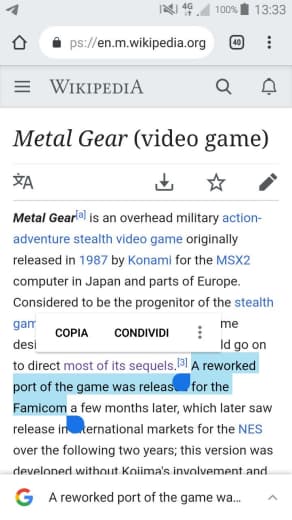 4G 100% 13:33
ps://en.m.wikipedia.org 40
WIKIPEDIA
Metal Gear (video game)
文A
Metal Gear[a] is an overhead military action-
adventure stealth video game originally
released in 1987 by Konami for the MSX2
computer in Japan and parts of Europe.
Considered to be the progenitor of the stealth
gam me
COPIA CONDIVIDI
desi ld go on
to direct most of its sequels.[3] A reworked
port of the game was releas for the
Famicom a few months later, which later saw
release in ernational markets for the NES
over the following two years; this version was
developed without Kojima's involvement and
G A reworked port of the game wa...